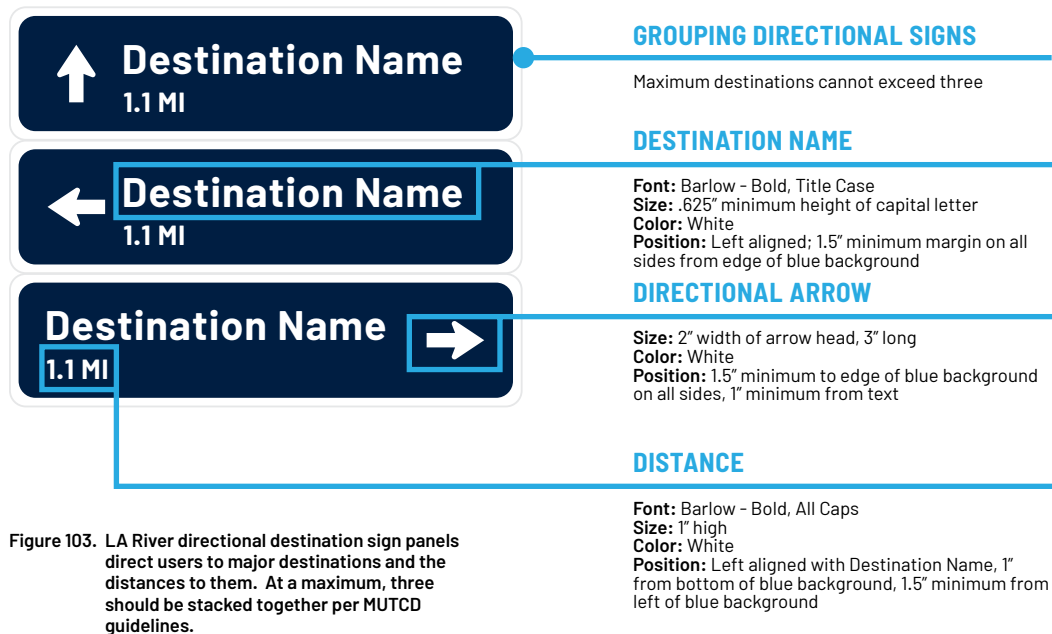 Destination Name
1.1 MI
Destination Name
1.1 MI
Destination Name
1.1 MI
GROUPING DIRECTIONAL SIGNS
Maximum destinations cannot exceed three
DESTINATION NAME
Font: Barlow - Bold, Title Case
Size: .625” minimum height of capital letter
Color: White
Position: Left aligned; 1.5” minimum margin on all
sides from edge of blue background
DIRECTIONAL ARROW
Size: 2” width of arrow head, 3” long
Color: White
Position: 1.5” minimum to edge of blue background
on all sides, 1” minimum from text
DISTANCE
Font: Barlow - Bold, All Caps
Size: 1” high
Color: White
Position: Left aligned with Destination Name, 1”
from bottom of blue background, 1.5” minimum from
left of blue background
Figure 103. LA River directional destination sign panels
direct users to major destinations and the
distances to them. At a maximum, three
should be stacked together per MUTCD
guidelines.